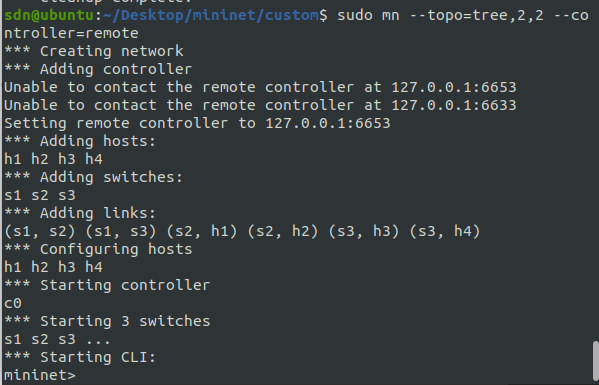 Cleanup complete.
sdn@ubuntu:~/Desktop/mininet/custom$ sudo mn --topo=tree,2,2 --co
ntroller=remote
*** Creating network
*** Adding controller
Unable to contact the remote controller at 127.0.0.1:6653
Unable to contact the remote controller at 127.0.0.1:6633
Setting remote controller to 127.0.0.1:6653
*** Adding hosts:
h1 h2 h3 h4
*** Adding switches:
s1 s2 s3
*** Adding links:
(s1, s2) (s1, s3) (s2, h1) (s2, h2) (s3, h3) (s3, h4)
*** Configuring hosts
h1 h2 h3 h4
*** Starting controller
c0
*** Starting 3 switches
s1 s2 s3 ...
*** Starting CLI:
mininet>